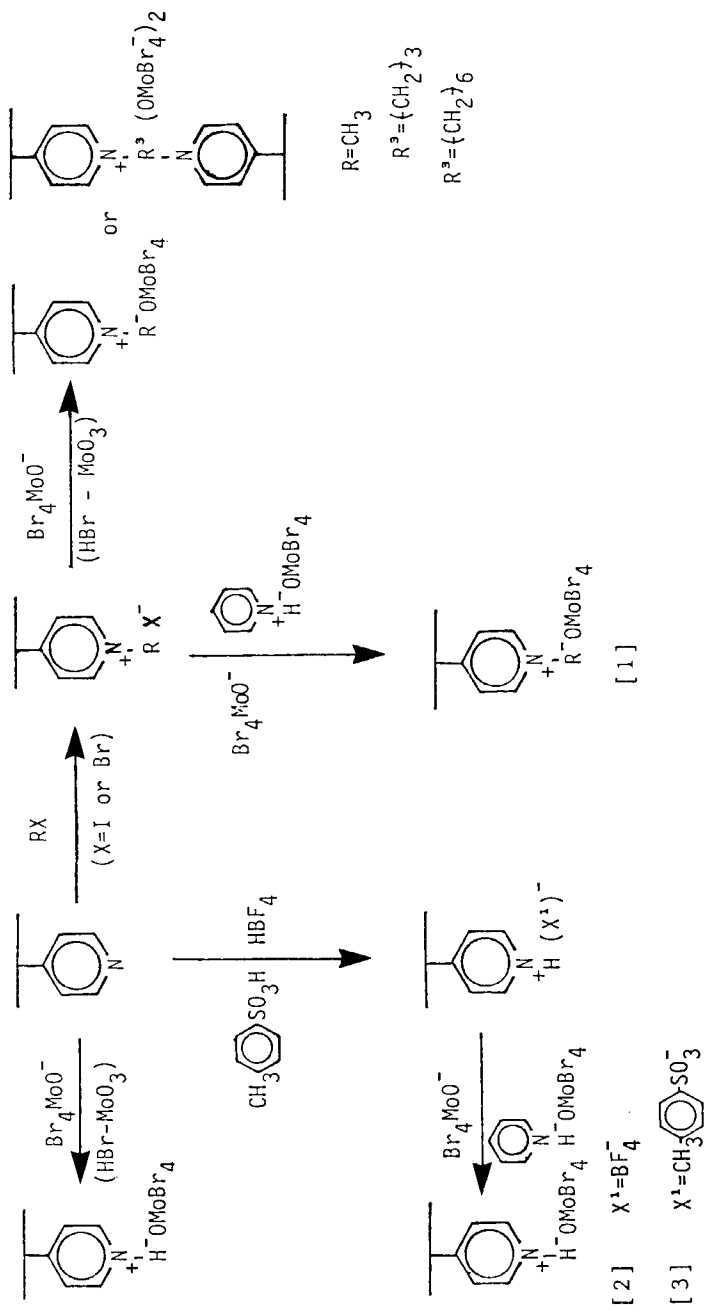 Br₄MoO⁻
(HBr-MoO₃)
N
+
H ⁻OMoBr₄
N
RX
(X=I or Br)
N
+
R X⁻
Br₄MoO⁻
(HBr - MoO₃)
N
+
R ⁻OMoBr₄
or
N
+
R³ (OMoBr₄⁻)₂
+
N
R=CH₃
R³=(CH₂)₃
R³=(CH₂)₆
CH₃ SO₃H HBF₄
N
+
H (X¹)⁻
Br₄MoO⁻
N
H ⁻OMoBr₄
N
+
H ⁻OMoBr₄
[2] X¹=BF₄⁻
[3] X¹=CH₃ SO₃⁻
Br₄MoO⁻
N
+
H ⁻OMoBr₄
N
+
R ⁻OMoBr₄
[1]